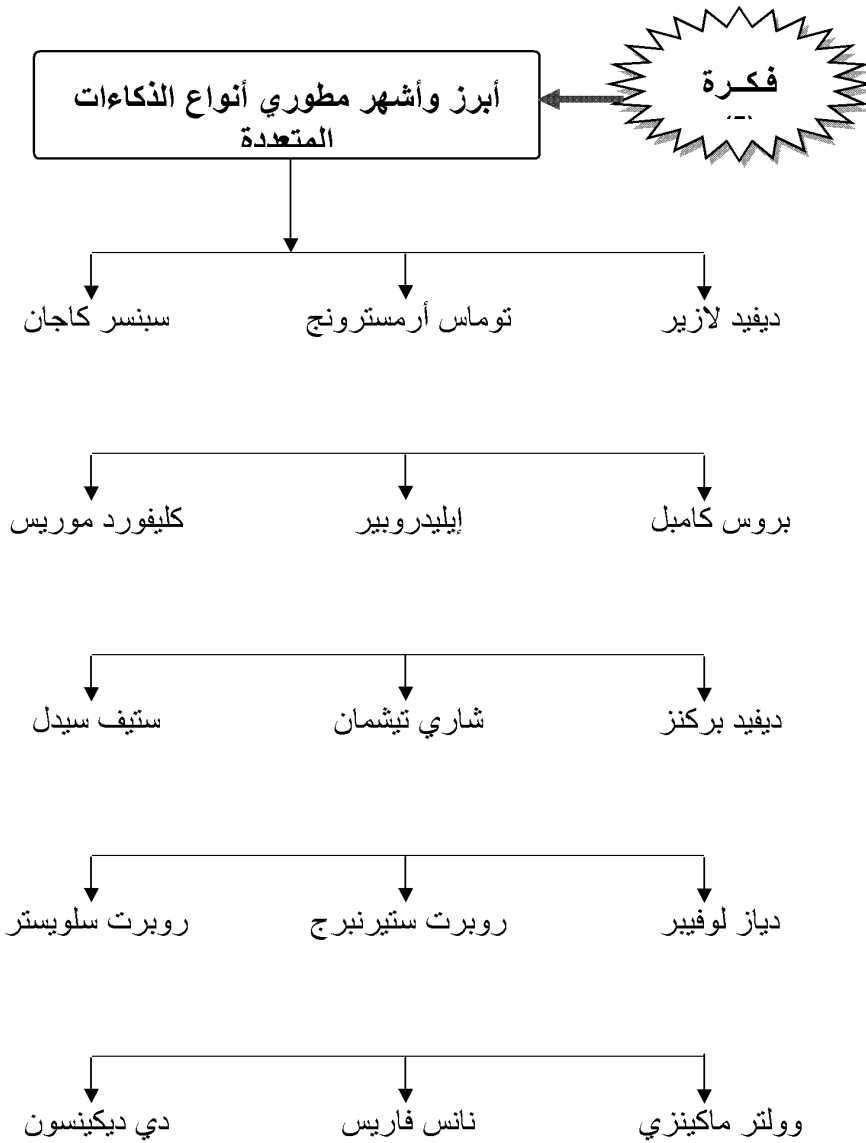 فكـرة
أبرز وأشهر مطوري أنواع الذكاءات
المتعددة
ديفيد لازير
توماس أرمسترونج
سبنسر كاجان
بروس كامبل
إيليدروبير
كليفورد موريس
ديفيد بركنز
شاري تيشمان
ستيف سيدل
دياز لوفيبر
روبرت ستيرنبرج
روبرت سلويستر
وولتر ماكينزي
نانس فاريس
دي ديكينسون